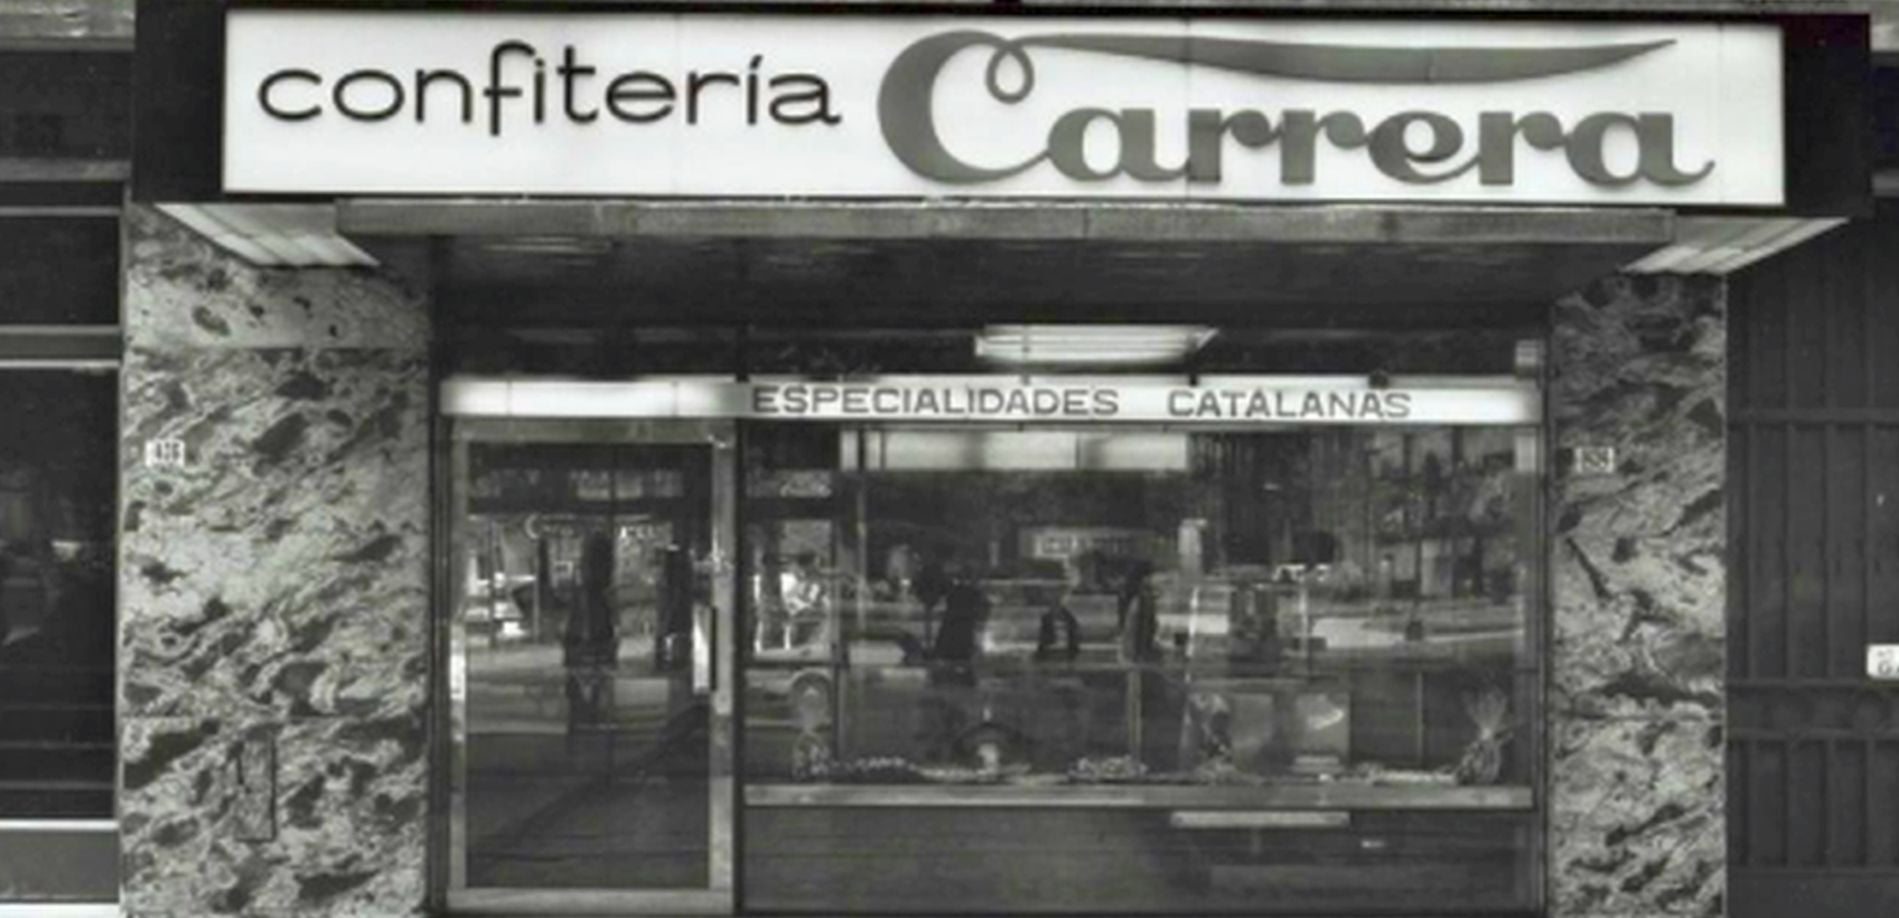 confitería Carrera
ESPECIALIDADES CATALANAS